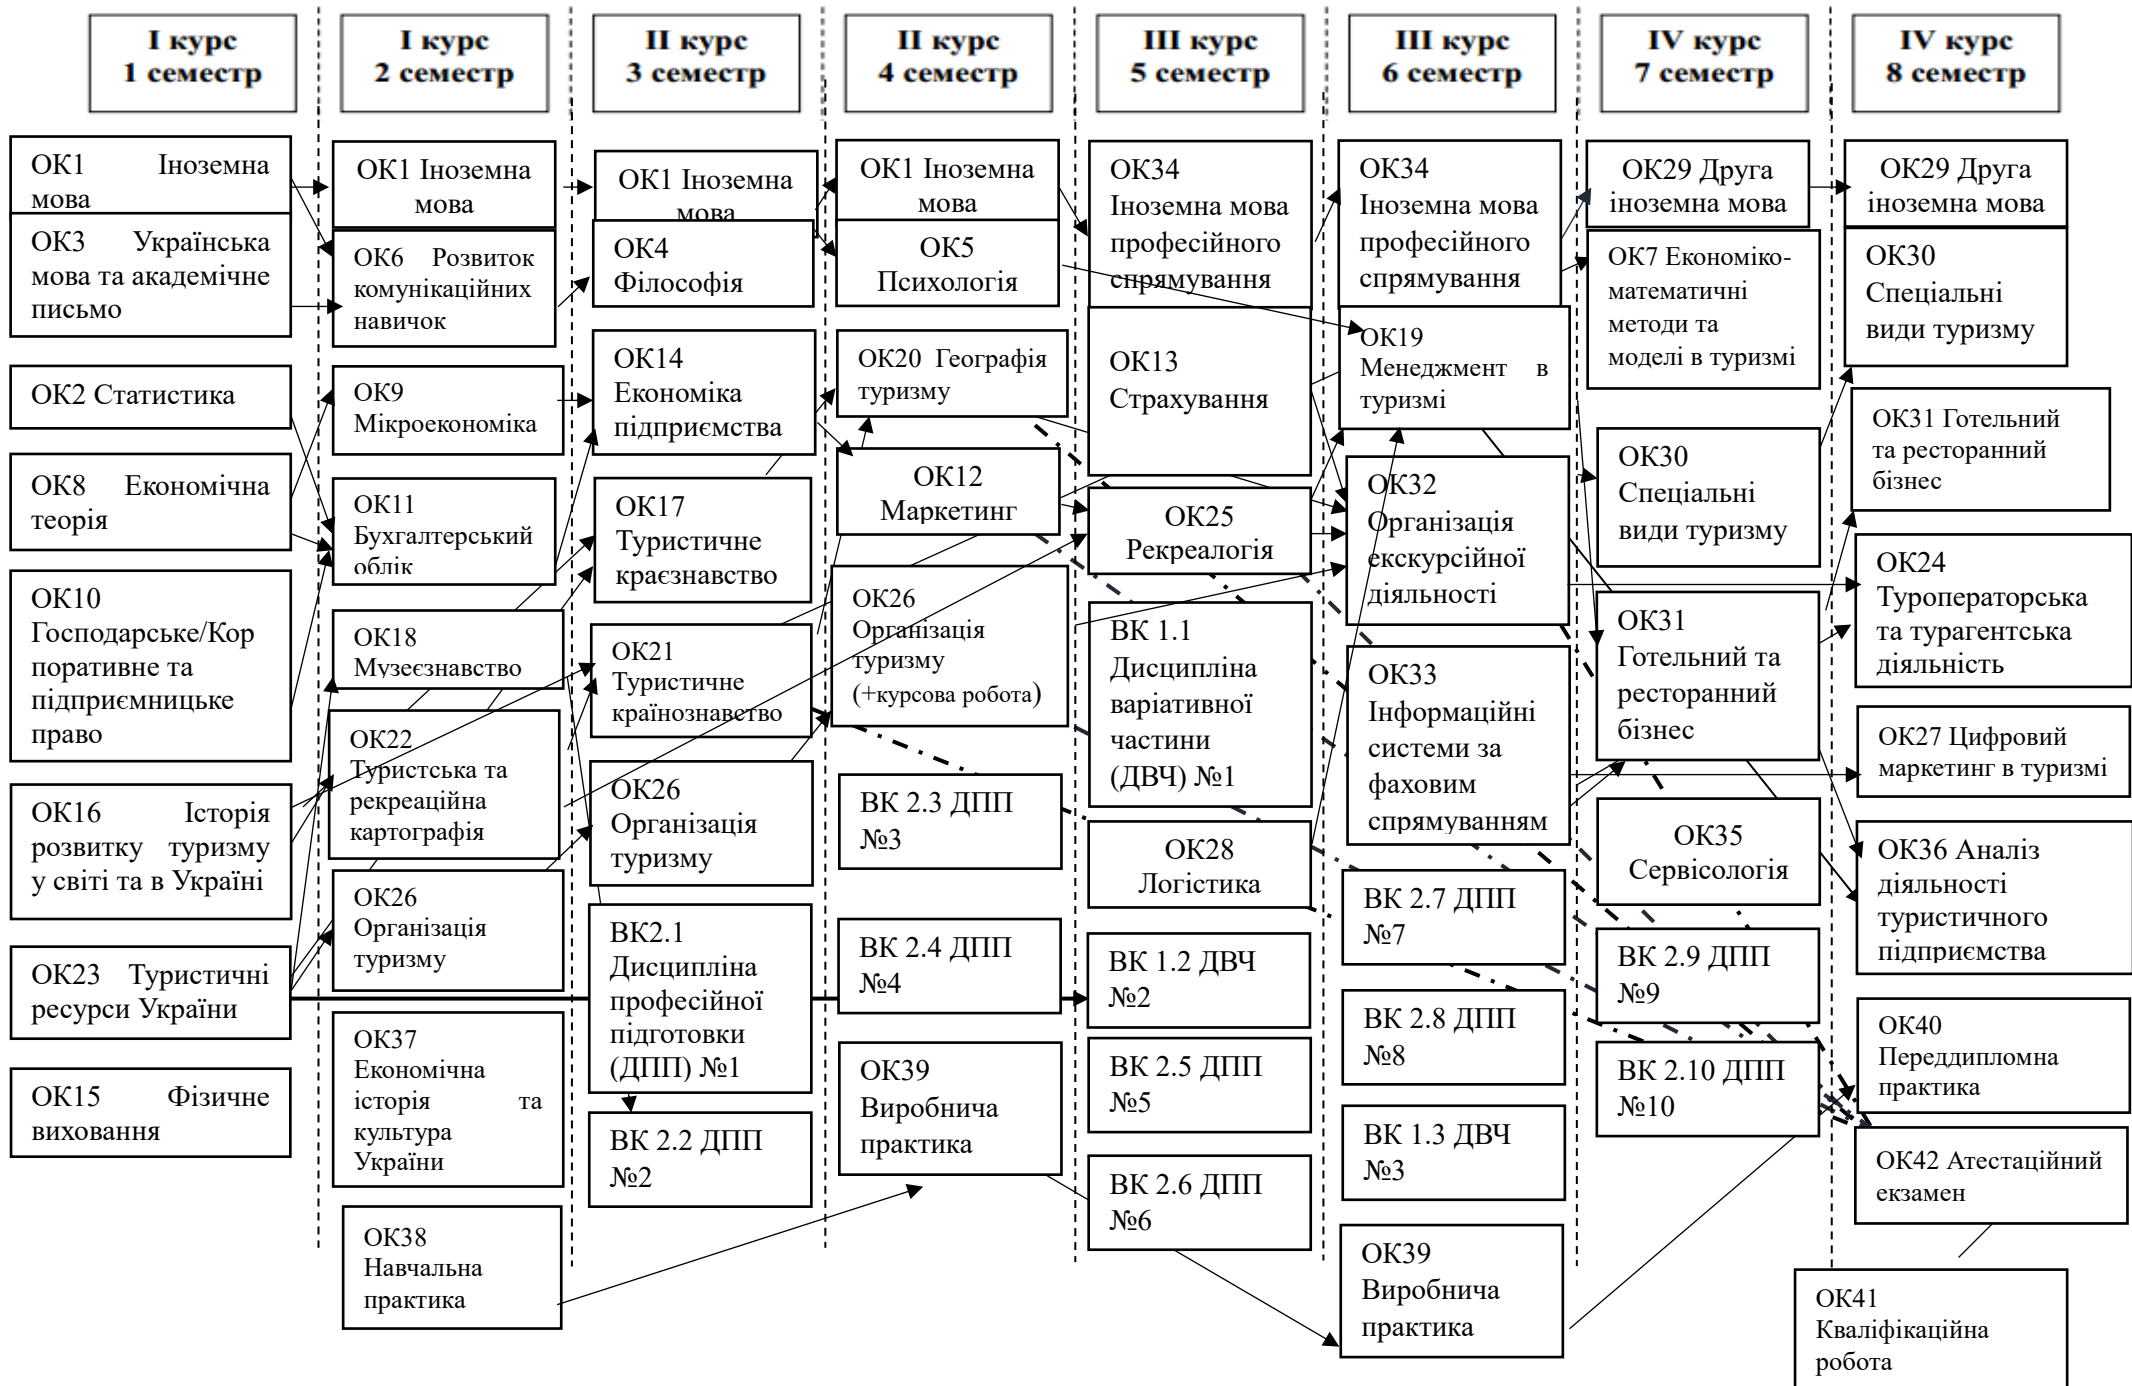 І курс
1 семестр
І курс
2 семестр
ІІ курс
3 семестр
ІІ курс
4 семестр
ІІІ курс
5 семестр
ІІІ курс
6 семестр
IV курс
7 семестр
IV курс
8 семестр
ОК1 Іноземна
мова
ОК3 Українська
мова та академічне
письмо
ОК2 Статистика
ОК8 Економічна
теорія
ОК10
Господарське/Кор
поративне та
підприємницьке
право
ОК16 Історія
розвитку туризму
у світі та в Україні
ОК23 Туристичні
ресурси України
ОК15 Фізичне
виховання
ОК1 Іноземна
мова
ОК6 Розвиток
комунікаційних
навичок
ОК9
Мікроекономіка
ОК11
Бухгалтерський
облік
ОК18
Музеєзнавство
ОК22
Туристська та
рекреаційна
картографія
ОК26
Організація
туризму
ОК37
Економічна
історія та
культура
України
ОК38
Навчальна
практика
ОК1 Іноземна
мова
ОК4
Філософія
ОК14
Економіка
підприємства
ОК17
Туристичне
краєзнавство
ОК21
Туристичне
країнознавство
ОК26
Організація
туризму
ВК2.1
Дисципліна
професійної
підготовки
(ДПП) №1
ВК 2.2 ДПП
№2
ОК1 Іноземна
мова
ОК5
Психологія
ОК20 Географія
туризму
ОК12
Маркетинг
ОК26
Організація
туризму
(+курсова робота)
ВК 2.3 ДПП
№3
ВК 2.4 ДПП
№4
ОК39
Виробнича
практика
ОК34
Іноземна мова
професійного
спрямування
ОК13
Страхування
ОК25
Рекреалогія
ВК 1.1
Дисципліна
варіативної
частини
(ДВЧ) №1
ОК28
Логістика
ВК 1.2 ДВЧ
№2
ВК 2.5 ДПП
№5
ВК 2.6 ДПП
№6
ОК34
Іноземна мова
професійного
спрямування
ОК19
Менеджмент в
туризмі
ОК32
Організація
екскурсійної
діяльності
ОК33
Інформаційні
системи за
фаховим
спрямуванням
ВК 2.7 ДПП
№7
ВК 2.8 ДПП
№8
ВК 1.3 ДВЧ
№3
ОК39
Виробнича
практика
ОК29 Друга
іноземна мова
ОК7 Економіко-
математичні
методи та
моделі в туризмі
ОК30
Спеціальні
види туризму
ОК31
Готельний та
ресторанний
бізнес
ОК35
Сервісологія
ВК 2.9 ДПП
№9
ВК 2.10 ДПП
№10
ОК29 Друга
іноземна мова
ОК30
Спеціальні
види туризму
ОК31 Готельний
та ресторанний
бізнес
ОК24
Туроператорська
та турагентська
діяльність
ОК27 Цифровий
маркетинг в туризмі
ОК36 Аналіз
діяльності
туристичного
підприємства
ОК40
Переддипломна
практика
ОК42 Атестаційний
екзамен
ОК41
Кваліфікаційна
робота